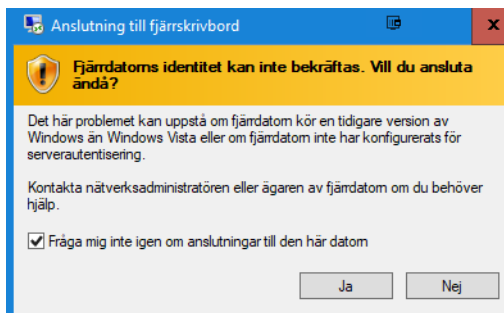 Anslutning till fjärrskrivbord
Fjärrdatorns identitet kan inte bekräftas. Vill du ansluta
ändå?
Det här problemet kan uppstå om fjärrdatorn kör en tidigare version av
Windows än Windows Vista eller om fjärrdatorn inte har konfigurerats för
serverautentisering.
Kontakta nätverksadministratören eller ägaren av fjärrdatorn om du behöver
hjälp.
Fråga mig inte igen om anslutningar till den här datorn
Ja
Nej